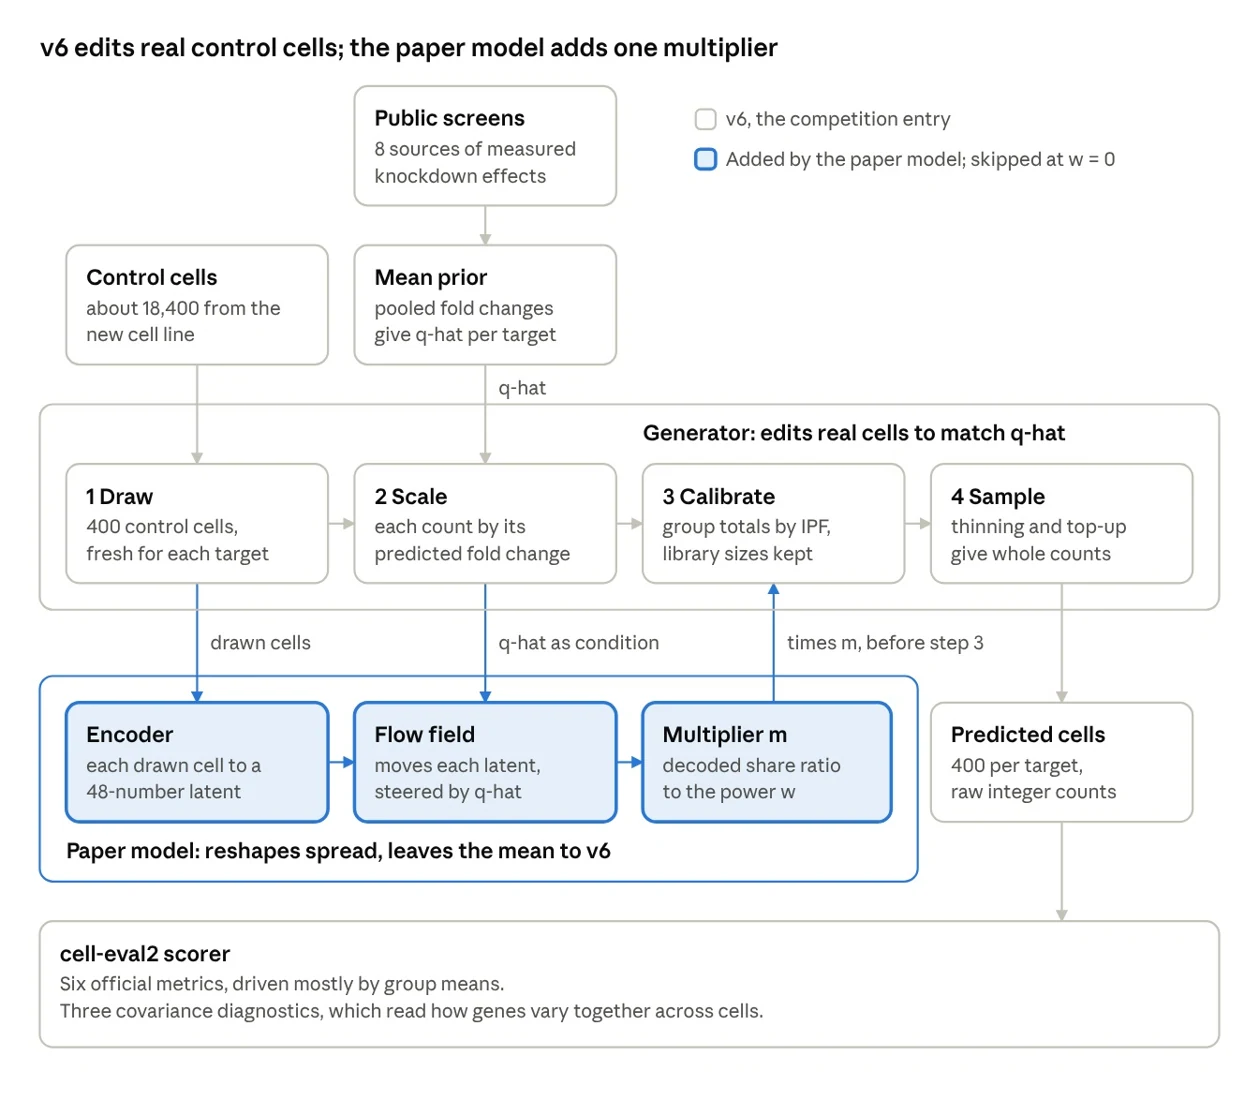 v6 edits real control cells; the paper model adds one multiplier
Public screens
8 sources of measured
knockdown effects
v6, the competition entry
Added by the paper model; skipped at w = 0
Control cells
about 18,400 from the
new cell line
Mean prior
pooled fold changes
give q-hat per target
q-hat
Generator: edits real cells to match q-hat
1 Draw
400 control cells,
fresh for each target
2 Scale
each count by its
predicted fold change
3 Calibrate
group totals by IPF,
library sizes kept
4 Sample
thinning and top-up
give whole counts
drawn cells
q-hat as condition
times m, before step 3
Encoder
each drawn cell to a
48-number latent
Flow field
moves each latent,
steered by q-hat
Multiplier m
decoded share ratio
to the power w
Predicted cells
400 per target,
raw integer counts
Paper model: reshapes spread, leaves the mean to v6
cell-eval2 scorer
Six official metrics, driven mostly by group means.
Three covariance diagnostics, which read how genes vary together across cells.